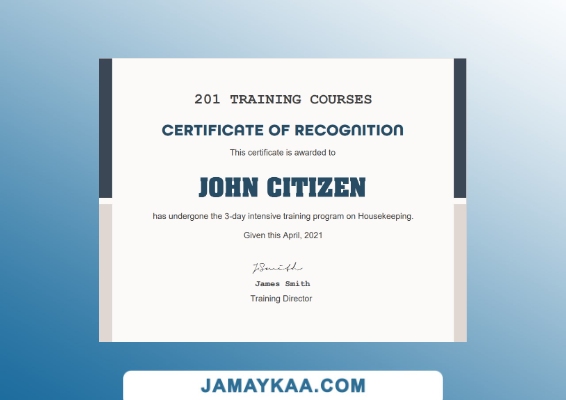 201 TRAINING COURSES
CERTIFICATE OF RECOGNITION
This certificate is awarded to
JOHN CITIZEN
has undergone the 3-day intensive training program on Housekeeping.
Given this April, 2021
JSmith
James Smith
Training Director
JAMAYKAA.COM